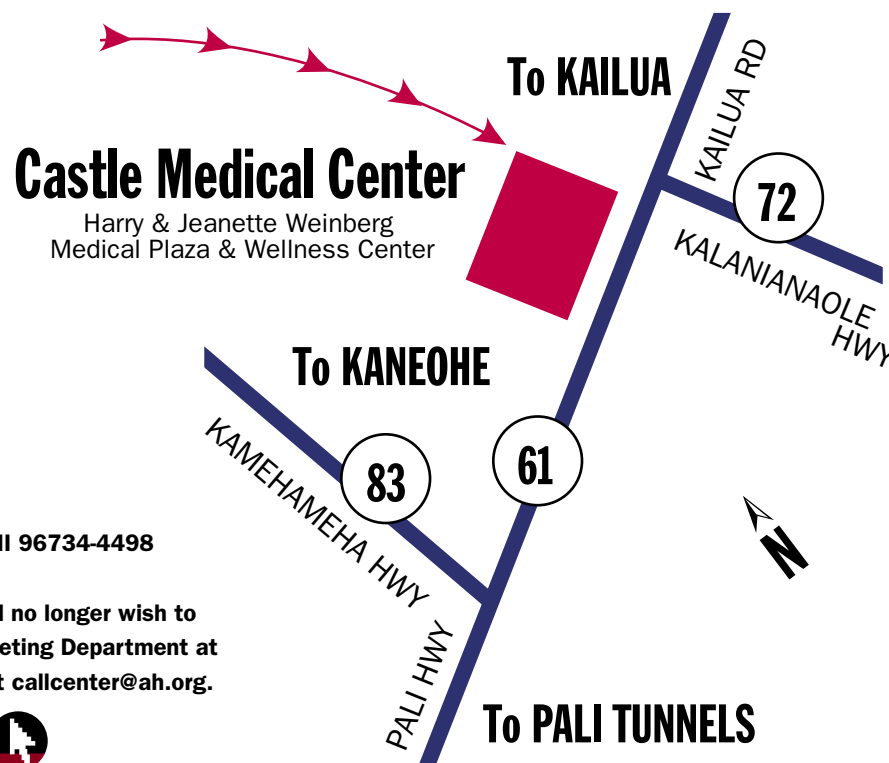 To KAILUA
KAILUA RD
Castle Medical Center
Harry & Jeanette Weinberg
Medical Plaza & Wellness Center
72
KALANIANAOLE
HWY
To KANEOHE
KAMEHAMEHA HWY
83
61
N
96734-4498
no longer wish to
Department at
callcenter@ah.org.
PALI HWY
To PALI TUNNELS